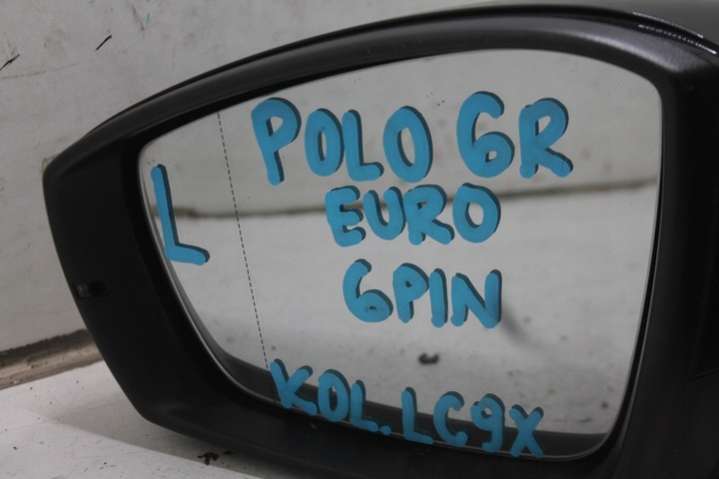 POLO 6R
L
EURO
6PIN
KOL. LC9X